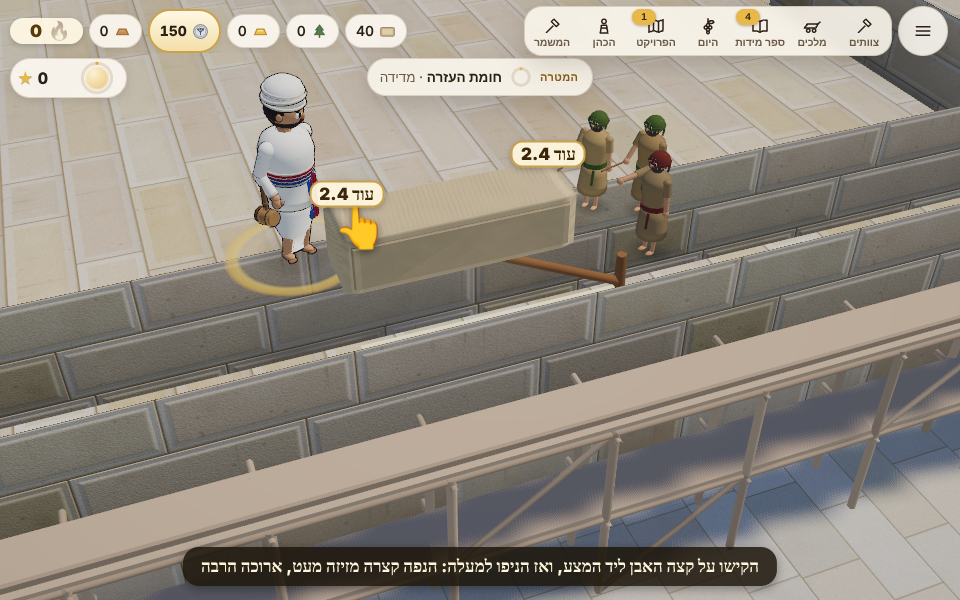 צוותים
מלכים
ספר מידות
4
היום
הפרויקט
1
הכהן
המשמר
40
0
0
150
0
0
המטרה
חומת העזרה · מדידה
0
עוד 2.4
עוד 2.4
הקישו על קצה האבן ליד המצע, ואז הניפו למעלה: הנפה קצרה מזיזה מעט, ארוכה הרבה